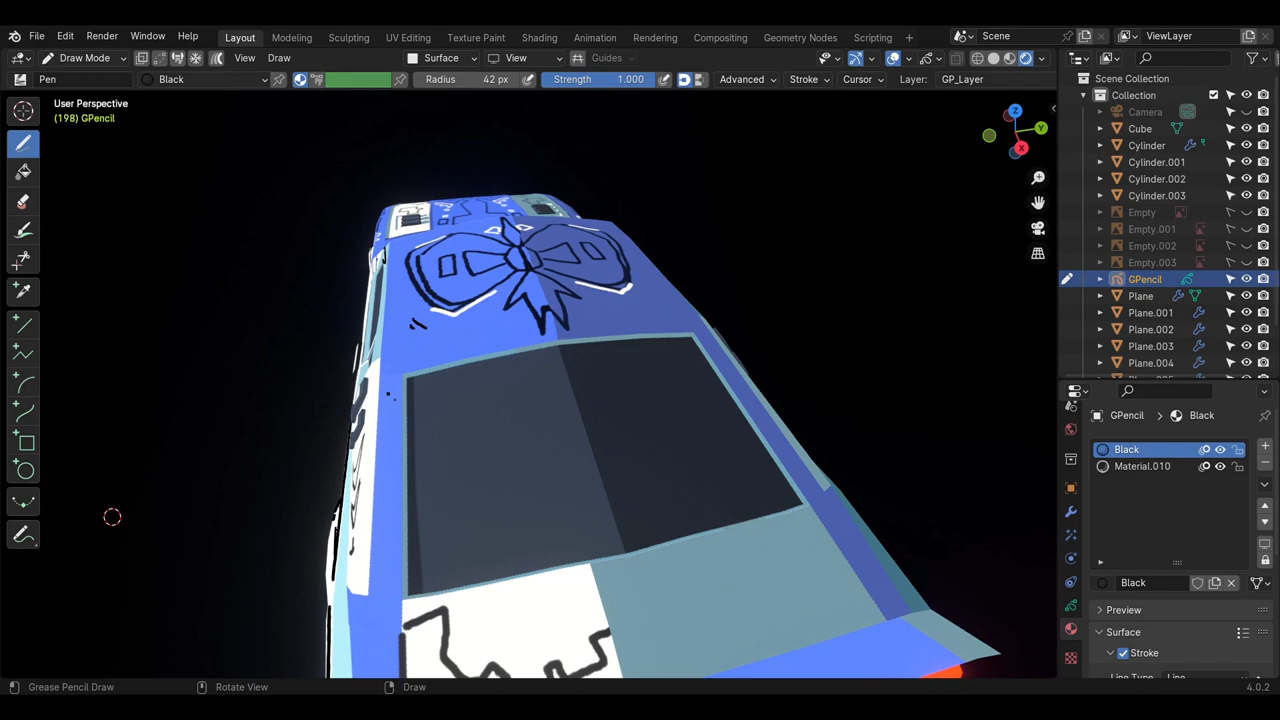 File Edit Render Window Help Layout Modeling Sculpting UV Editing Texture Paint Shading Animation Rendering Compositing Geometry Nodes Scripting + Scene ViewLayer
Draw Mode View Draw Surface View Guides
Pen Black Radius 42 px Strength 1.000 Advanced Stroke Cursor Layer: GP_Layer
User Perspective
(198) GPencil
Z
Y
X
Scene Collection
Collection
Camera
Cube
Cylinder
Cylinder.001
Cylinder.002
Cylinder.003
Empty
Empty.001
Empty.002
Empty.003
GPencil
Plane
Plane.001
Plane.002
Plane.003
Plane.004
GPencil > Black
Black
Material.010
Black
Preview
Surface
Stroke
Line Type Line
Grease Pencil Draw Rotate View Draw 4.0.2